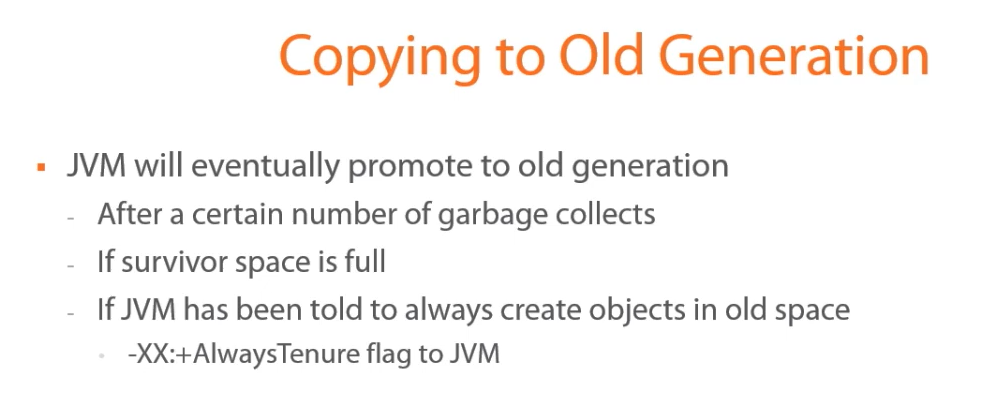 Copying to Old Generation
▪ JVM will eventually promote to old generation
- After a certain number of garbage collects
- If survivor space is full
- If JVM has been told to always create objects in old space
• -XX:+AlwaysTenure flag to JVM